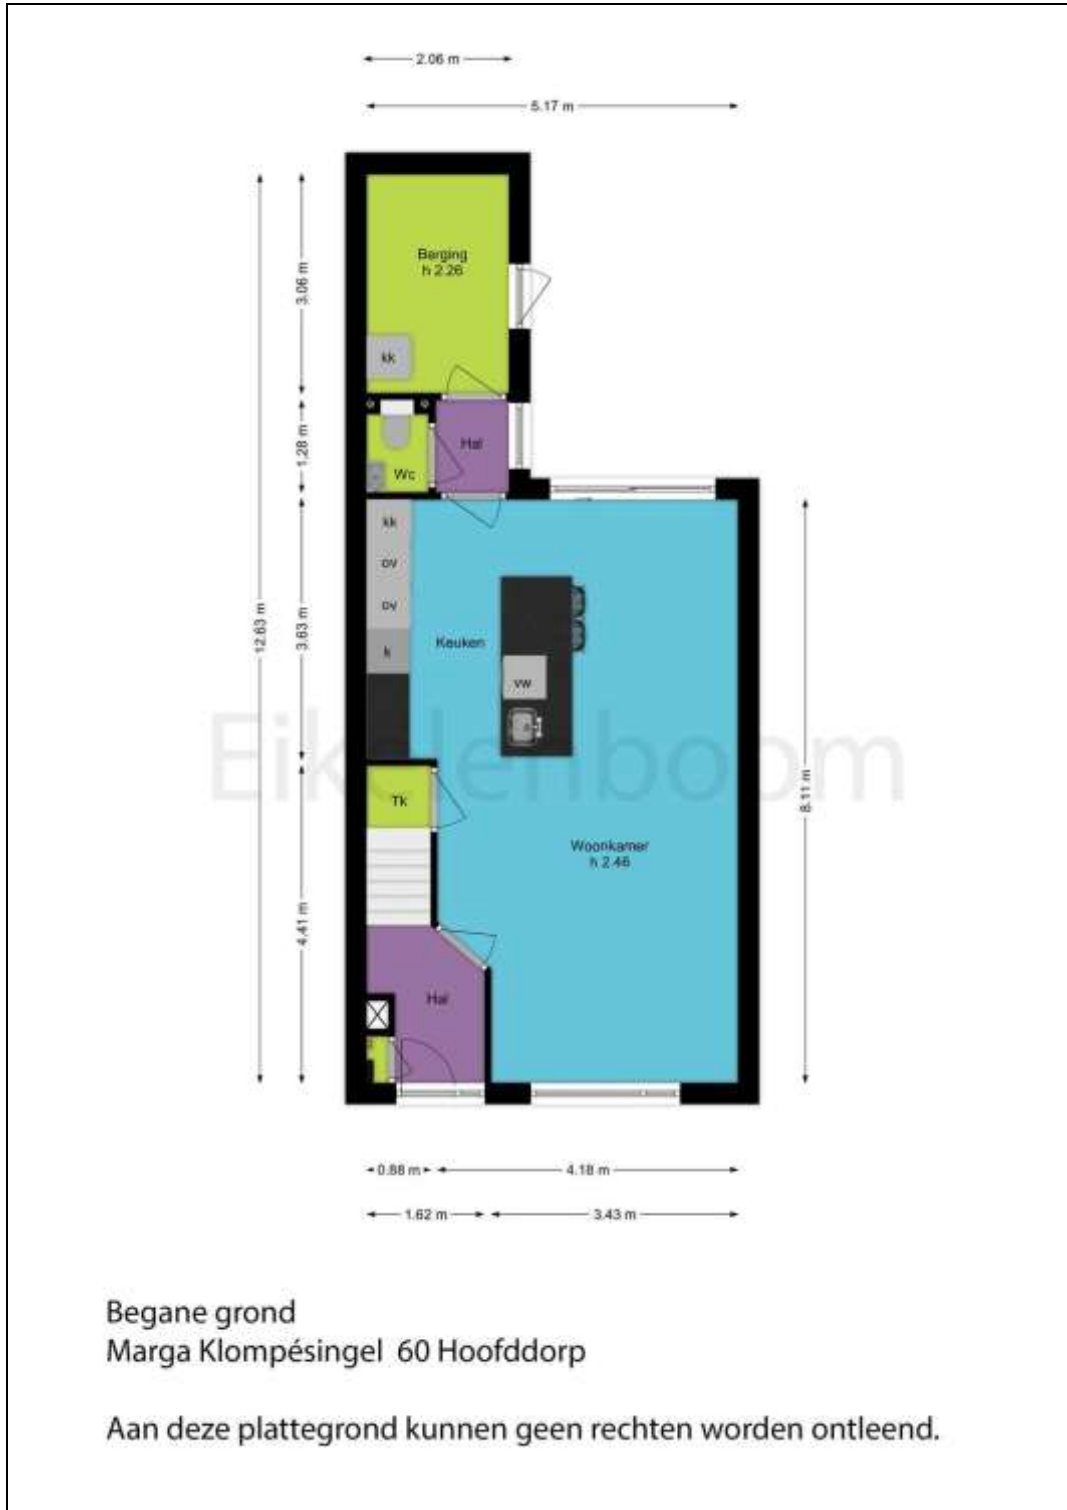 2.06 m
5.17 m
Berging
h 2.26
3.06 m
kk
1.28 m
Hal
Wc
kk
ov
ov
k
Keuken
vw
12.63 m
3.63 m
Eikelenboom
8.11 m
Tk
Woonkamer
h 2.46
4.41 m
Hal
0.88 m
4.18 m
1.62 m
3.43 m
Begane grond
Marga Klompésingel 60 Hoofddorp
Aan deze plattegrond kunnen geen rechten worden ontleend.